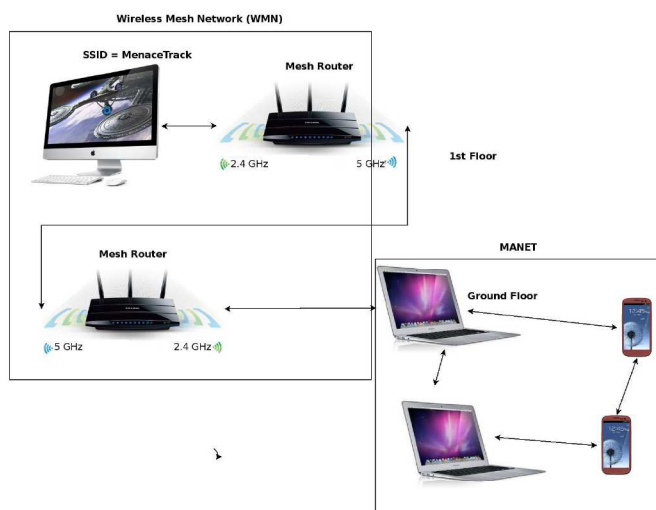 Wireless Mesh Network (WMN)
SSID = MenaceTrack
Mesh Router
2.4 GHz
5 GHz
1st Floor
Mesh Router
MANET
Ground Floor
5 GHz
2.4 GHz